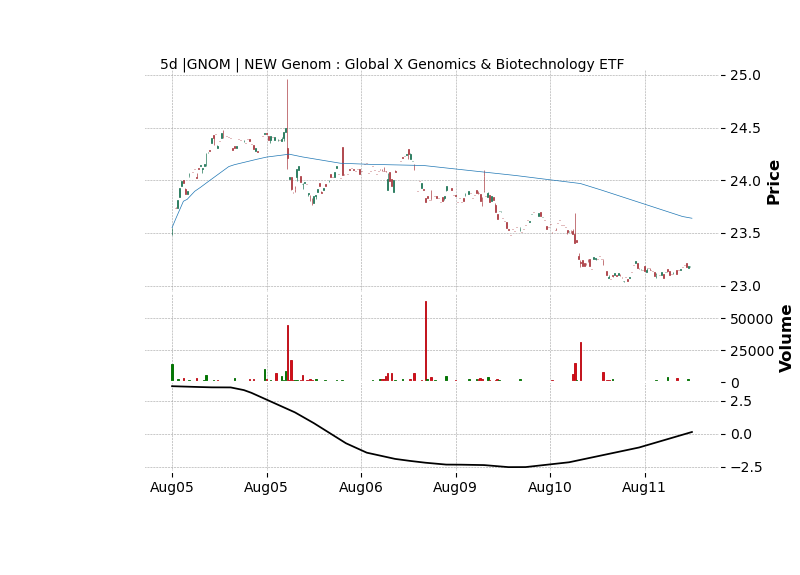 5d |GNOM | NEW Genom : Global X Genomics & Biotechnology ETF
25.0
24.5
24.0
23.5
23.0
Price
50000
25000
0
Volume
2.5
0.0
−2.5
Aug05 Aug05 Aug06 Aug09 Aug10 Aug11